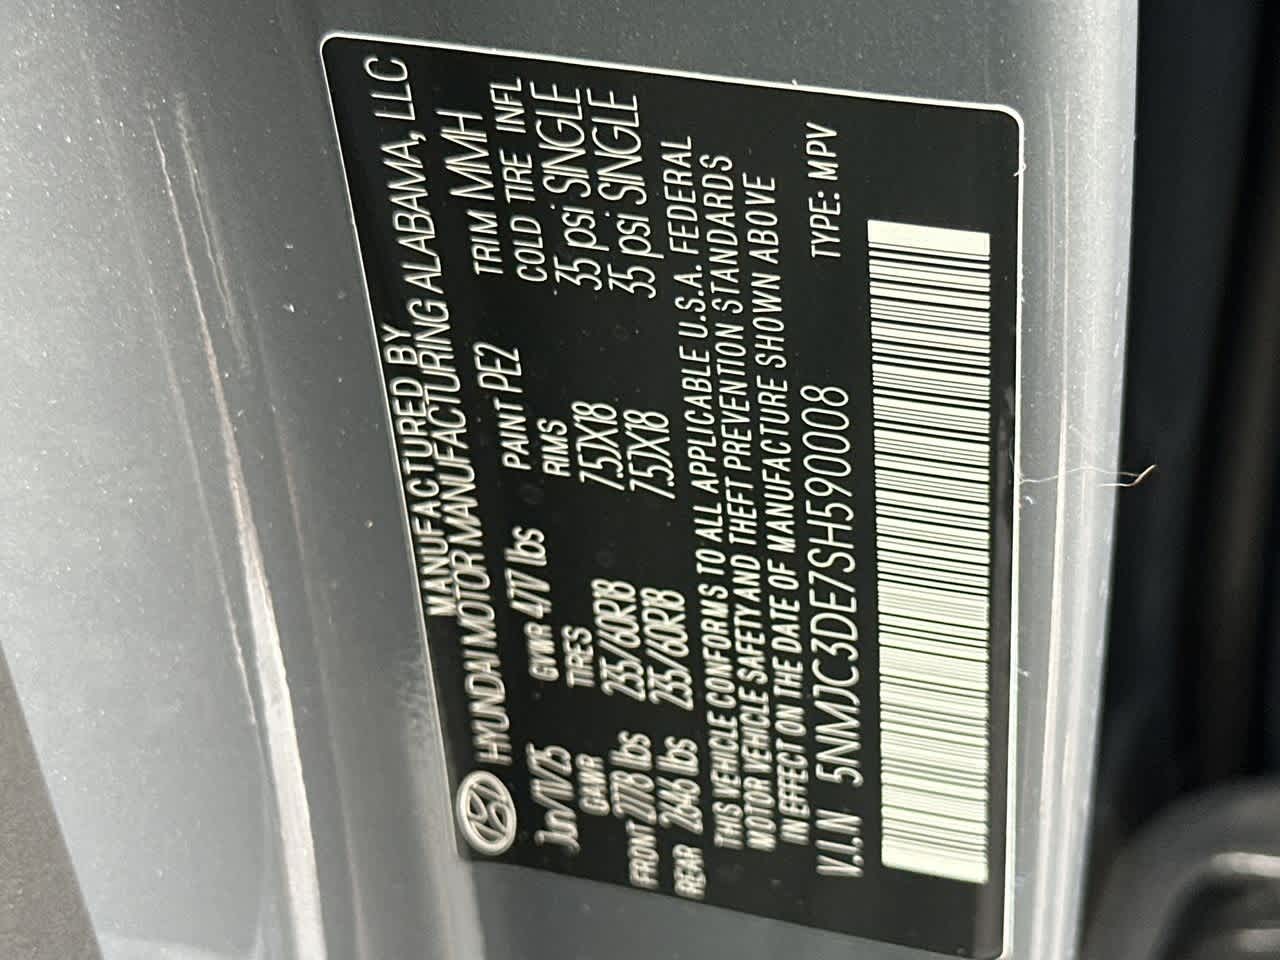 MANUFACTURED BY
HYUNDAI MOTOR MANUFACTURING ALABAMA, LLC
GVWR 4717 lbs PAINT PE2 TRIM MMH
GAWR TIRES RIMS COLD TIRE INFL
FRONT 2778 lbs 235/60R18 7.5JX18 35 psi SINGLE
REAR 2646 lbs 235/60R18 7.5JX18 35 psi SINGLE
THIS VEHICLE CONFORMS TO ALL APPLICABLE U.S.A. FEDERAL
MOTOR VEHICLE SAFETY AND THEFT PREVENTION STANDARDS
IN EFFECT ON THE DATE OF MANUFACTURE SHOWN ABOVE
V.I.N 5NMJC3DE7SH590008 TYPE: MPV